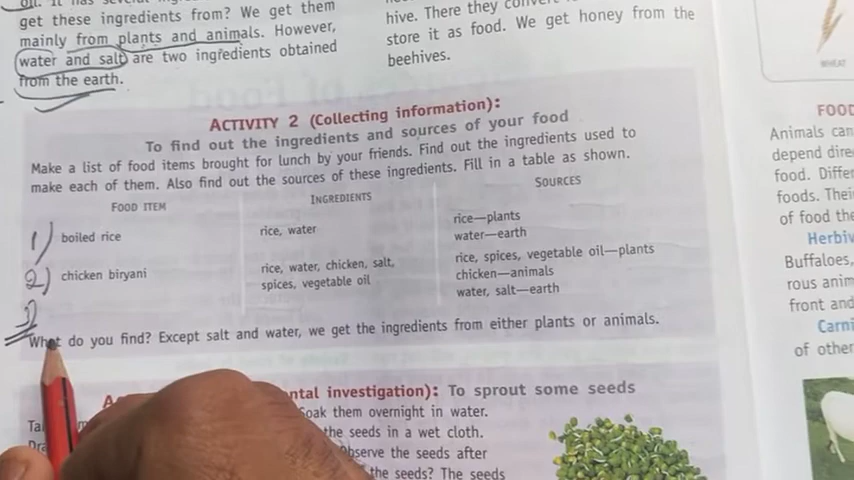 get these ingredients from? We get them
mainly from plants and animals. However,
water and salt are two ingredients obtained
from the earth.
store it as food. We get honey from the
beehives.
hive. There they
WHEAT
ACTIVITY 2 (Collecting information):
To find out the ingredients and sources of your food
Make a list of food items brought for lunch by your friends. Find out the ingredients used to
make each of them. Also find out the sources of these ingredients. Fill in a table as shown.
FOOD ITEM INGREDIENTS SOURCES
1) boiled rice rice, water rice—plants
water—earth
2) chicken biryani rice, water, chicken, salt, rice, spices, vegetable oil—plants
spices, vegetable oil chicken—animals
water, salt—earth
What do you find? Except salt and water, we get the ingredients from either plants or animals.
ntal investigation): To sprout some seeds
Soak them overnight in water.
the seeds in a wet cloth.
Observe the seeds after
the seeds? The seeds
FOOD
Animals can
depend dire
food. Differ
foods. Thei
of food the
Herbiv
Buffaloes,
rous anim
front and
Carni
of other